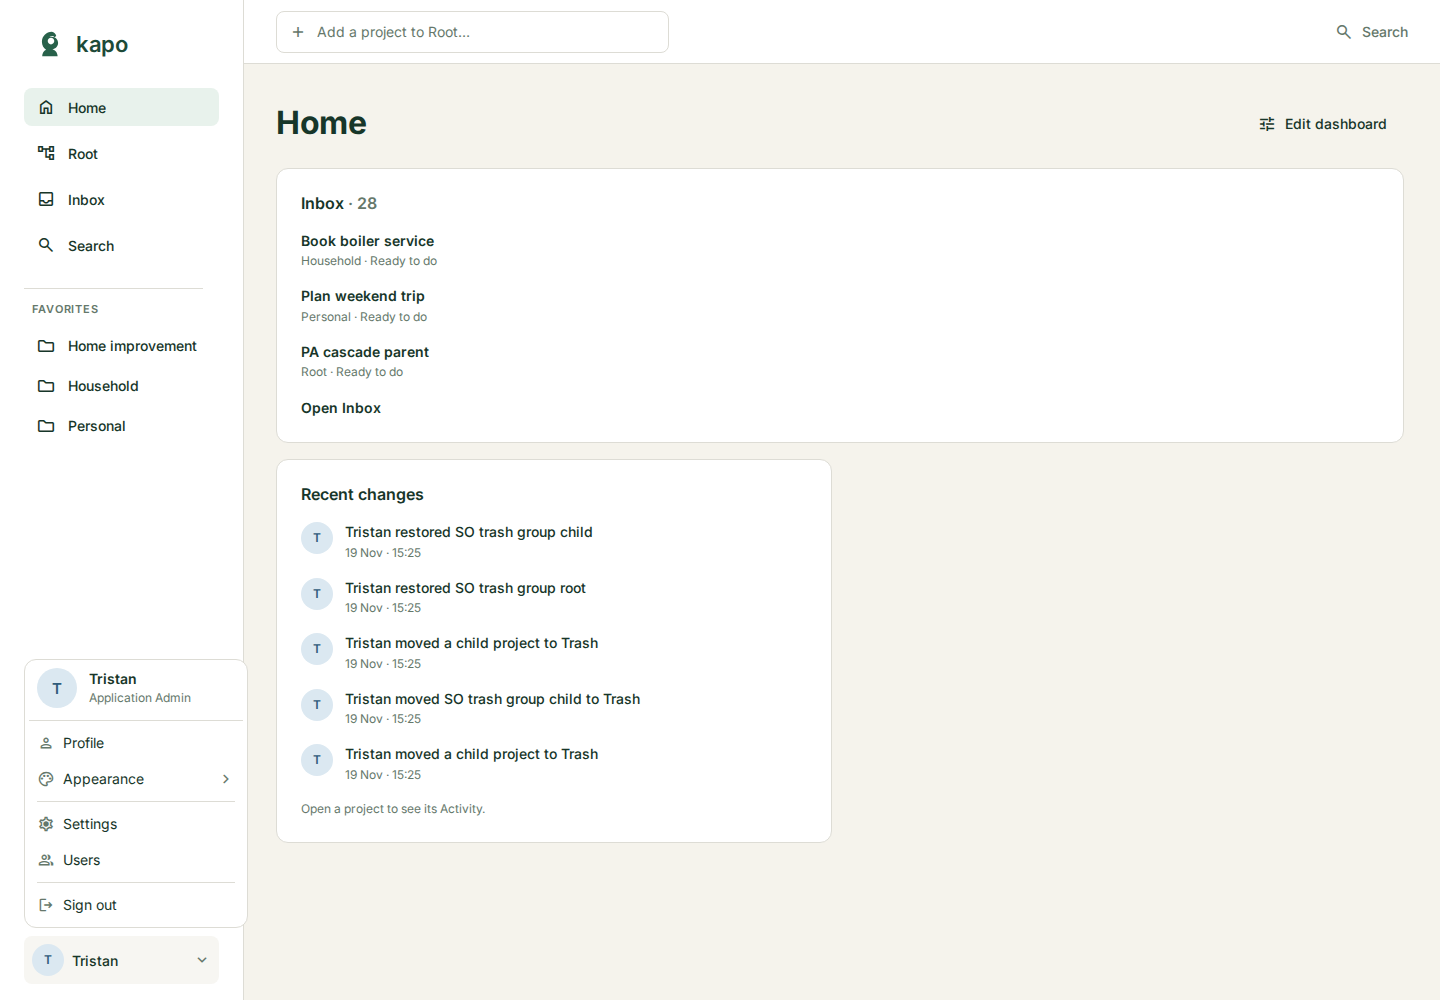 kapo
Home
Root
Inbox
Search
FAVORITES
Home improvement
Household
Personal
T
Tristan
Application Admin
Profile
Appearance
Settings
Users
Sign out
T
Tristan
Add a project to Root...
Search
Home
Edit dashboard
Inbox · 28
Book boiler service
Household · Ready to do
Plan weekend trip
Personal · Ready to do
PA cascade parent
Root · Ready to do
Open Inbox
Recent changes
T
Tristan restored SO trash group child
19 Nov · 15:25
T
Tristan restored SO trash group root
19 Nov · 15:25
T
Tristan moved a child project to Trash
19 Nov · 15:25
T
Tristan moved SO trash group child to Trash
19 Nov · 15:25
T
Tristan moved a child project to Trash
19 Nov · 15:25
Open a project to see its Activity.